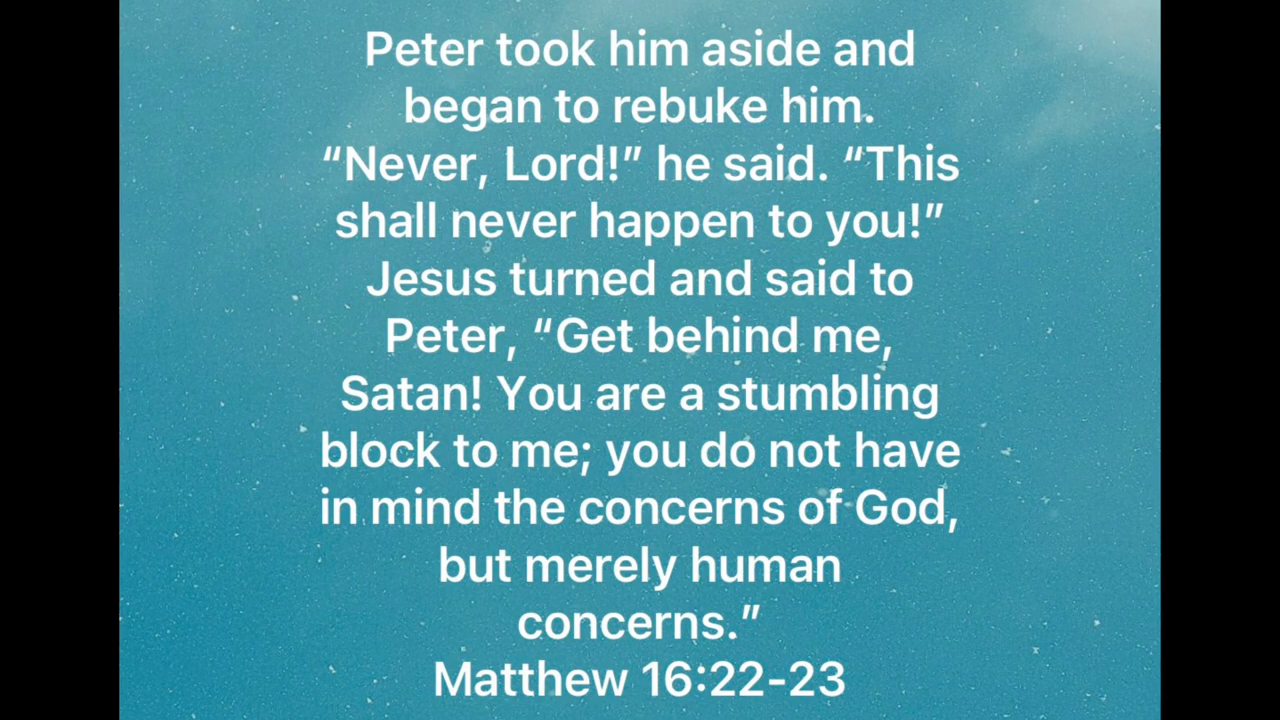 Peter took him aside and
began to rebuke him.
“Never, Lord!” he said. “This
shall never happen to you!”
Jesus turned and said to
Peter, “Get behind me,
Satan! You are a stumbling
block to me; you do not have
in mind the concerns of God,
but merely human
concerns.”
Matthew 16:22-23